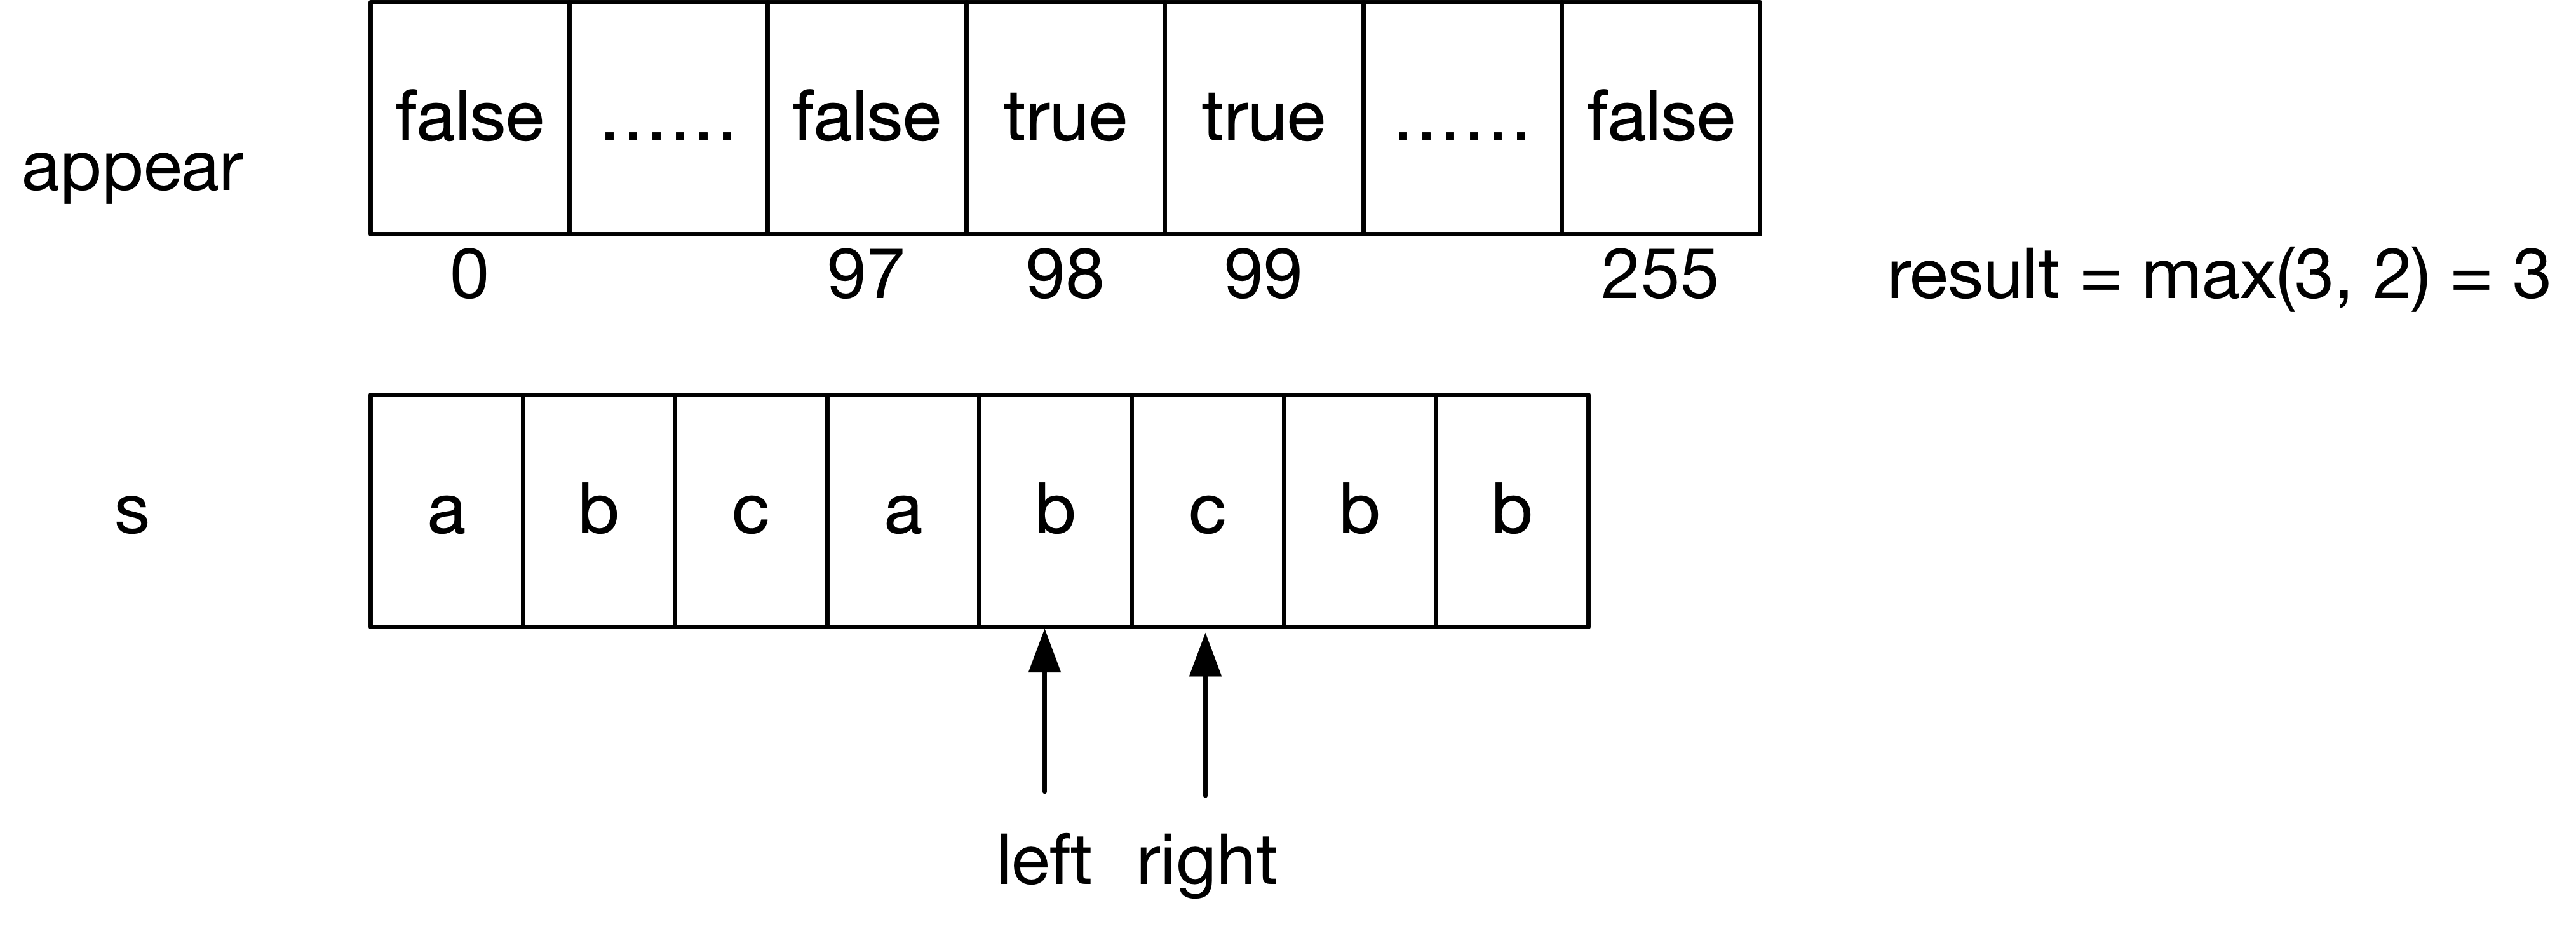 false ...... false true true ...... false
appear
0 97 98 99 255 result = max(3, 2) = 3
s a b c a b c b b
left right